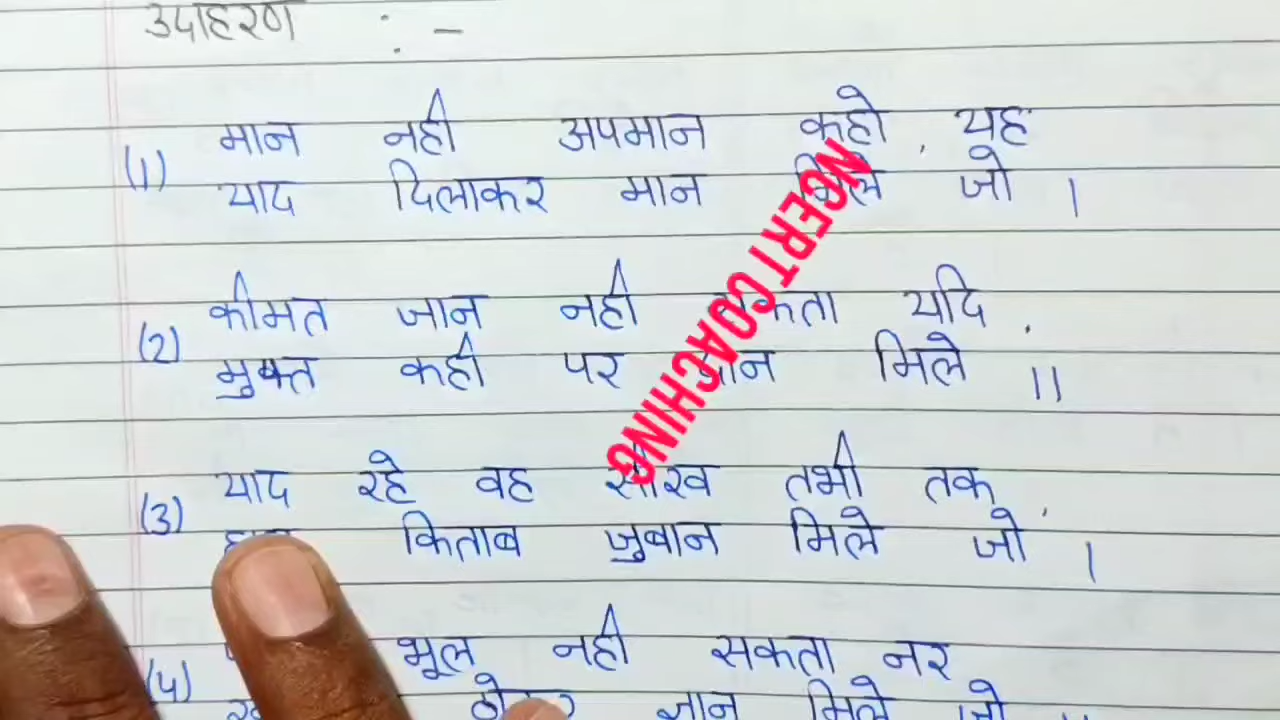 उदाहरण : –
(1) मान नही अपमान कहो , यह
याद दिलाकर मान मिले जो ।
(2) कीमत जान नही सकता यदि ,
मुक्त कही पर दान मिले ॥
(3) याद रहे वह सीख तभी तक ,
किताब जुबान मिले जो ।
(4) भूल नही सकता नर
ज्ञान मिले जो
NCERT COACHING